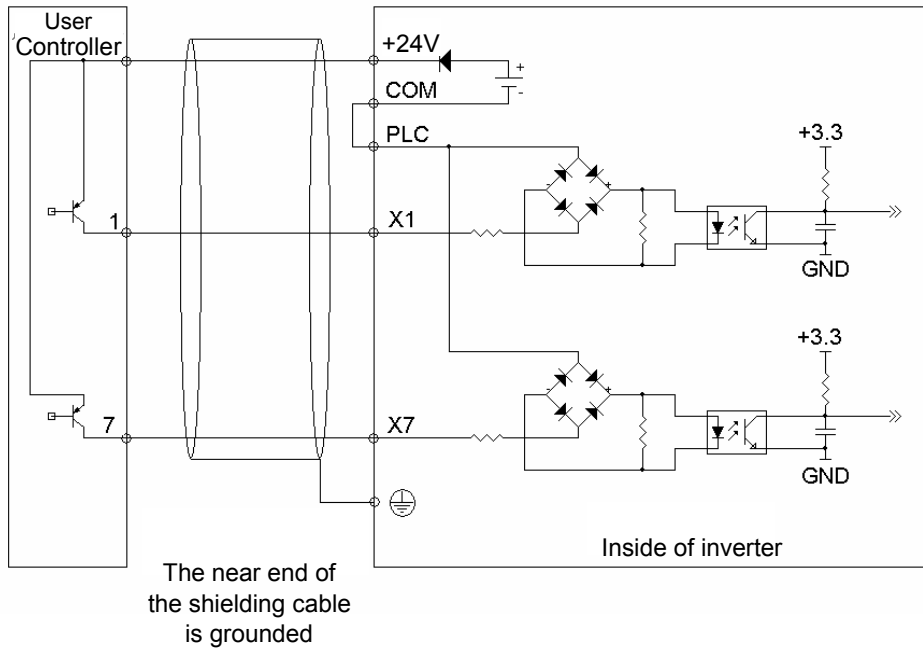 User
Controller
+24V
+
-
COM
PLC
+3.3
-
+
1
X1
GND
+3.3
-
+
7
X7
GND
Inside of inverter
The near end of
the shielding cable
is grounded